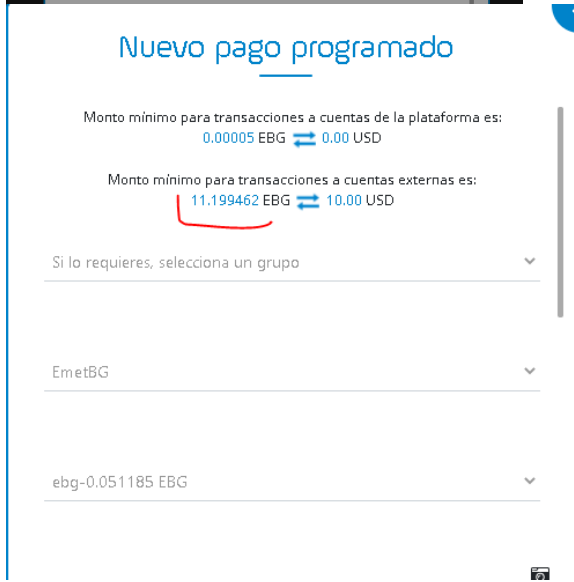 Nuevo pago programado
Monto mínimo para transacciones a cuentas de la plataforma es:
0.00005 EBG 0.00 USD
Monto mínimo para transacciones a cuentas externas es:
11.199462 EBG 10.00 USD
Si lo requieres, selecciona un grupo
EmetBG
ebg-0.051185 EBG